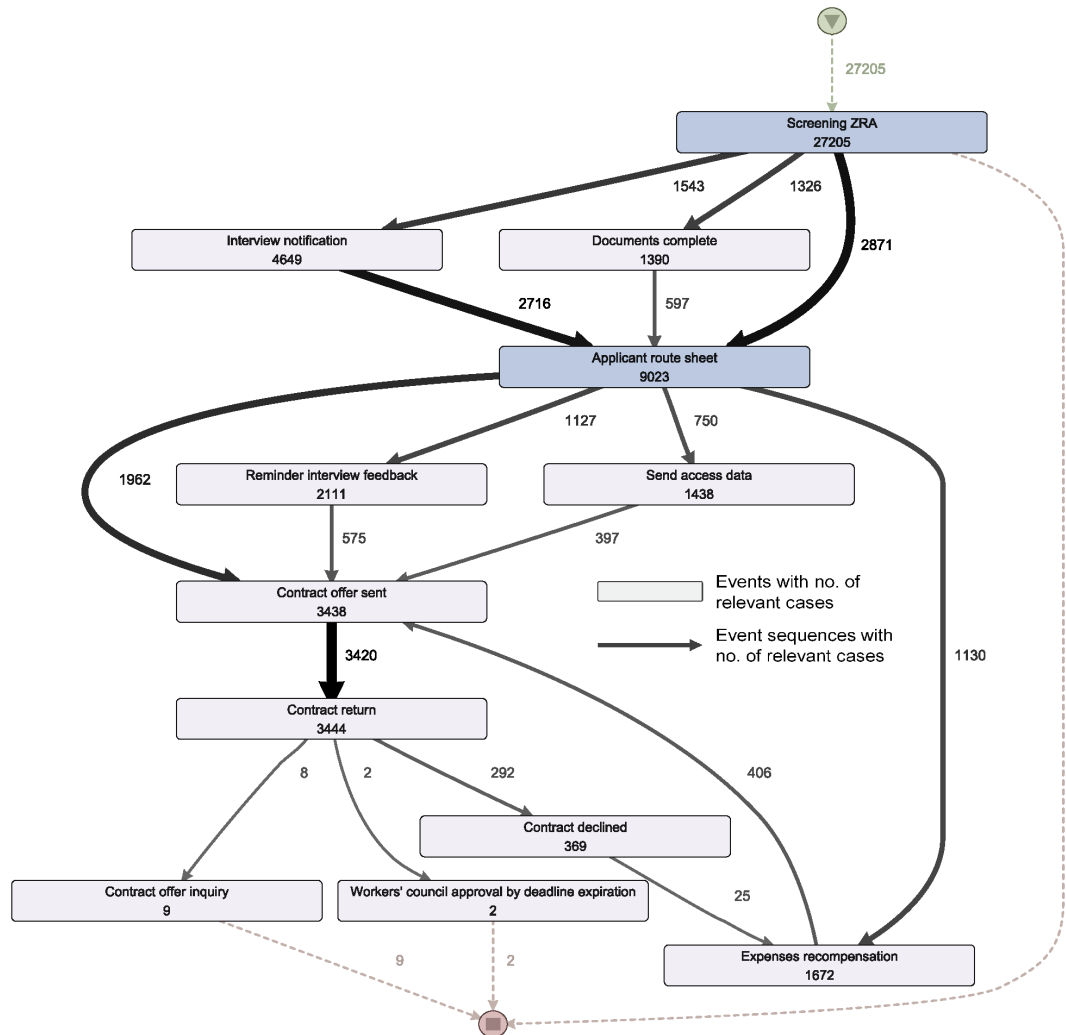 27205
Screening ZRA
27205
1543
1326
2871
Interview notification
4649
Documents complete
1390
2716
597
Applicant route sheet
9023
1962
1127
750
Reminder interview feedback
2111
Send access data
1438
575
397
Contract offer sent
3438
Events with no. of
relevant cases
Event sequences with
no. of relevant cases
3420
1130
Contract return
3444
8
2
292
406
Contract declined
369
Contract offer inquiry
9
Workers' council approval by deadline expiration
2
25
9
2
Expenses recompensation
1672